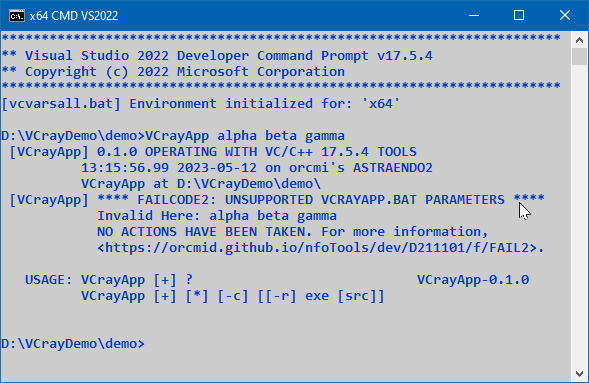 x64 CMD VS2022
**********************************************************************
** Visual Studio 2022 Developer Command Prompt v17.5.4
** Copyright (c) 2022 Microsoft Corporation
**********************************************************************
[vcvarsall.bat] Environment initialized for: 'x64'
D:\VCrayDemo\demo>VCrayApp alpha beta gamma
[VCrayApp] 0.1.0 OPERATING WITH VC/C++ 17.5.4 TOOLS
13:15:56.99 2023-05-12 on orcmi's ASTRAENDO2
VCrayApp at D:\VCrayDemo\demo\
[VCrayApp] **** FAILCODE2: UNSUPPORTED VCRAYAPP.BAT PARAMETERS ****
Invalid Here: alpha beta gamma
NO ACTIONS HAVE BEEN TAKEN. For more information,
<https://orcmid.github.io/nfoTools/dev/D211101/f/FAIL2>.
USAGE: VCrayApp [+] ? VCrayApp-0.1.0
VCrayApp [+] [*] [-c] [[-r] exe [src]]
D:\VCrayDemo\demo>